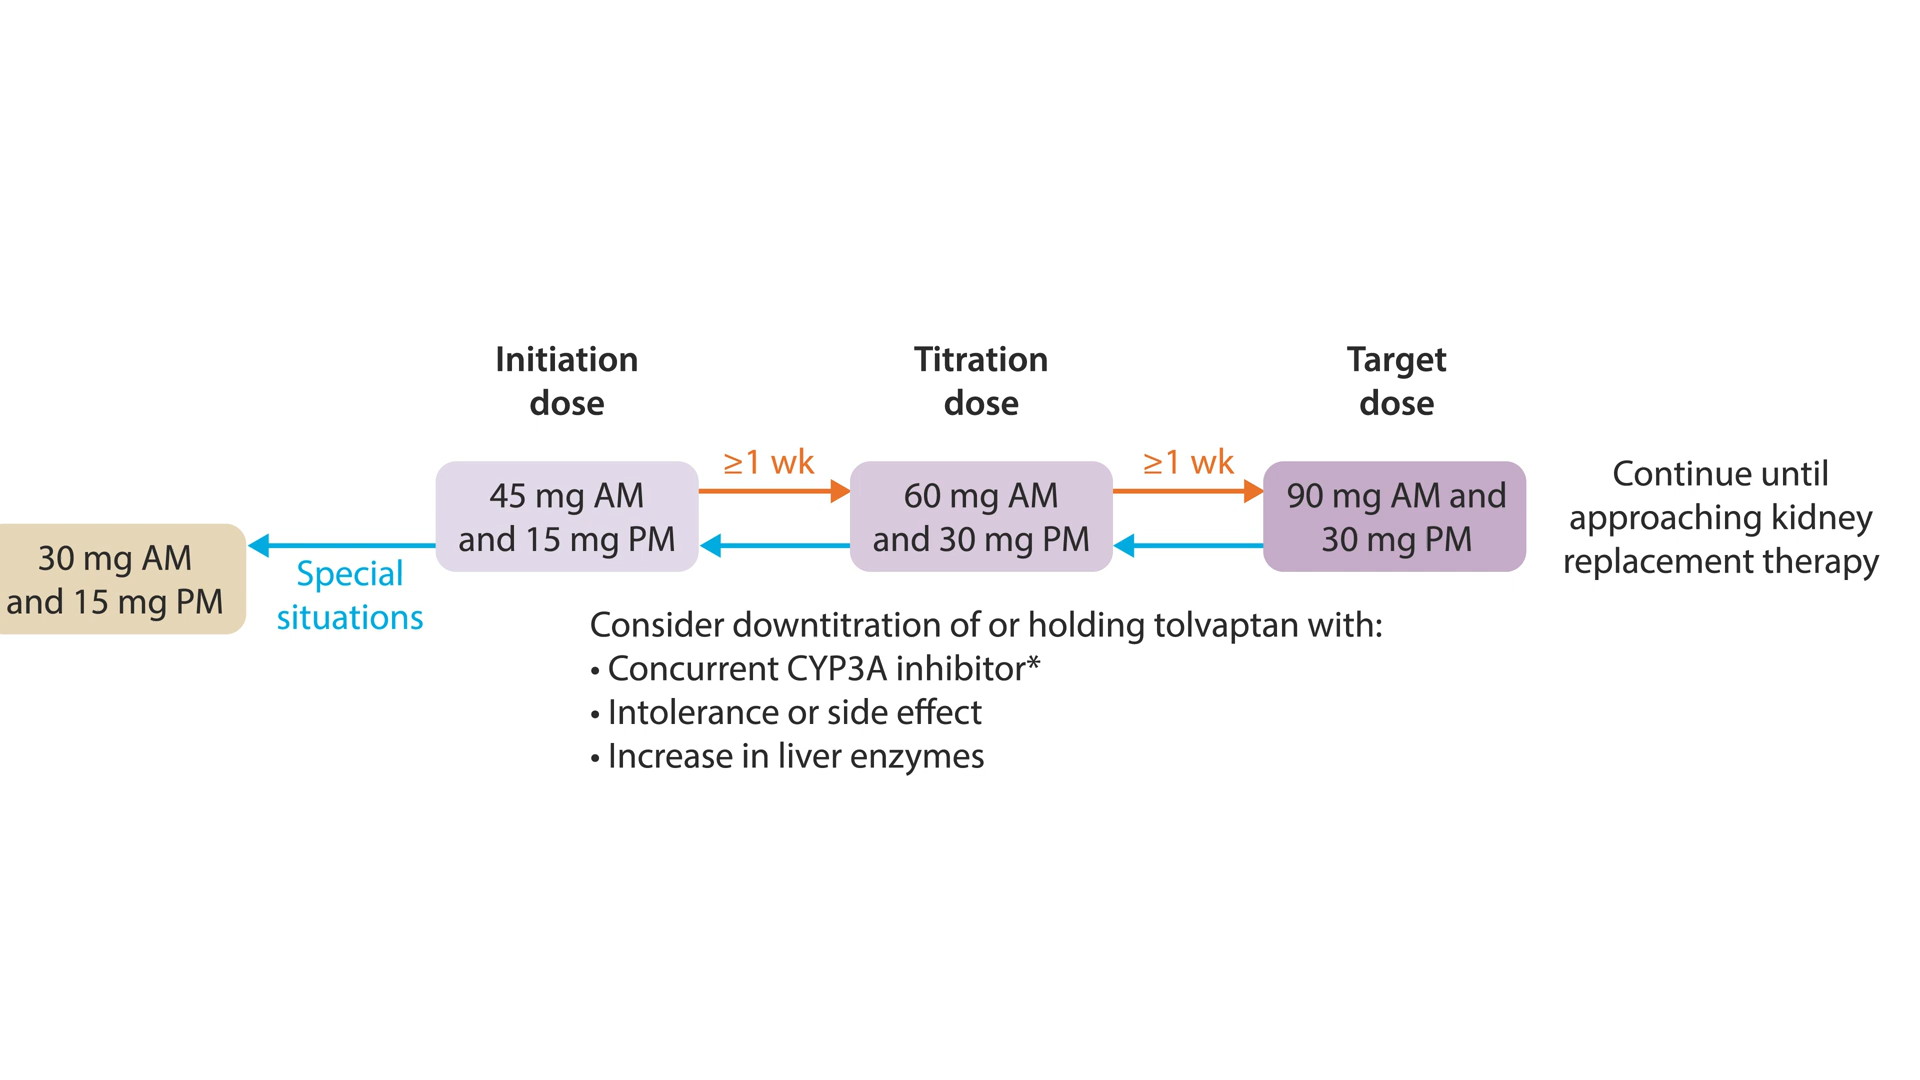 Initiation
dose
Titration
dose
Target
dose
≥1 wk
≥1 wk
45 mg AM
and 15 mg PM
60 mg AM
and 30 mg PM
90 mg AM and
30 mg PM
Continue until
approaching kidney
replacement therapy
30 mg AM
and 15 mg PM
Special
situations
Consider downtitration of or holding tolvaptan with:
• Concurrent CYP3A inhibitor*
• Intolerance or side effect
• Increase in liver enzymes